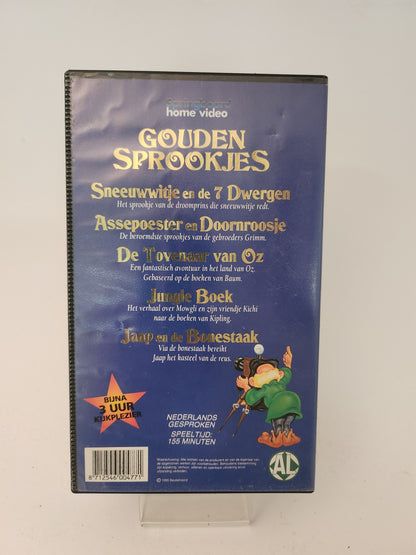 home video
GOUDEN
SPROOKJES
Sneeuwwitje en de 7 Dwergen
Het sprookje van de droomprins die sneeuwwitje redt.
Assepoester en Doornroosje
De beroemdste sprookjes van de gebroeders Grimm.
De Tovenaar van Oz
Een fantastisch avontuur in het land van Oz.
Gebaseerd op de boeken van Baum.
Jungle Boek
Het verhaal over Mowgli en zijn vriendje Kichi
naar de boeken van Kipling.
Jaap en de Bonestaak
Via de bonestaak bereikt
Jaap het kasteel van de reus.
BIJNA
3 UUR
KIJKPLEZIER
NEDERLANDS
GESPROKEN
SPEELTIJD:
155 MINUTEN
AL
8 712546 004771